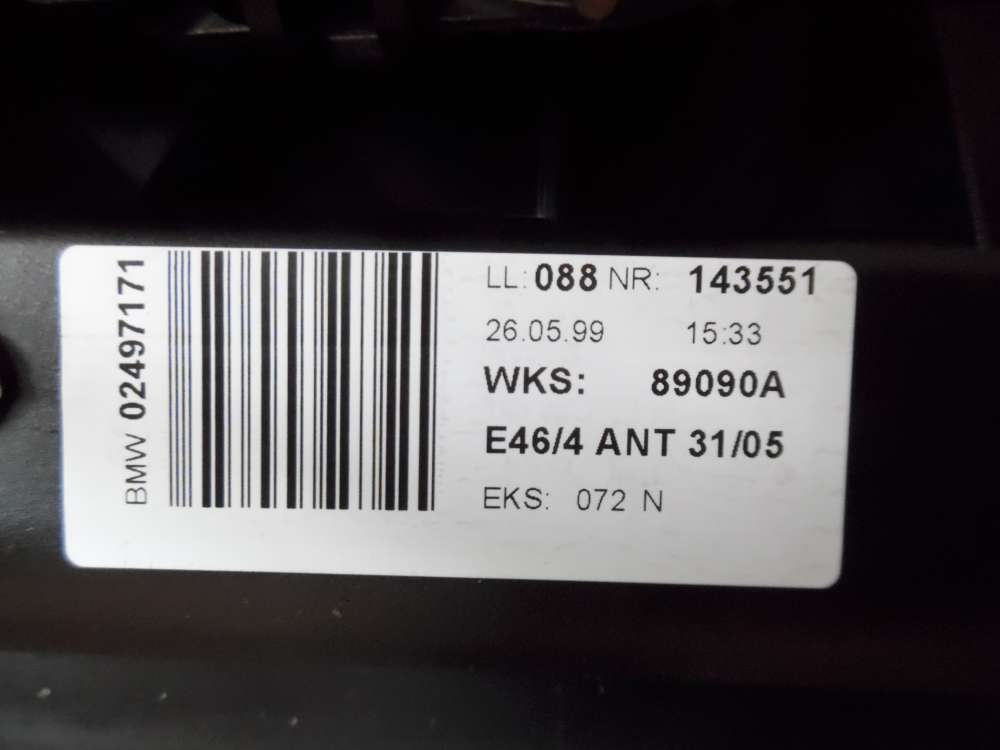 BMW 02497171
LL: 088 NR: 143551
26.05.99 15:33
WKS: 89090A
E46/4 ANT 31/05
EKS: 072 N